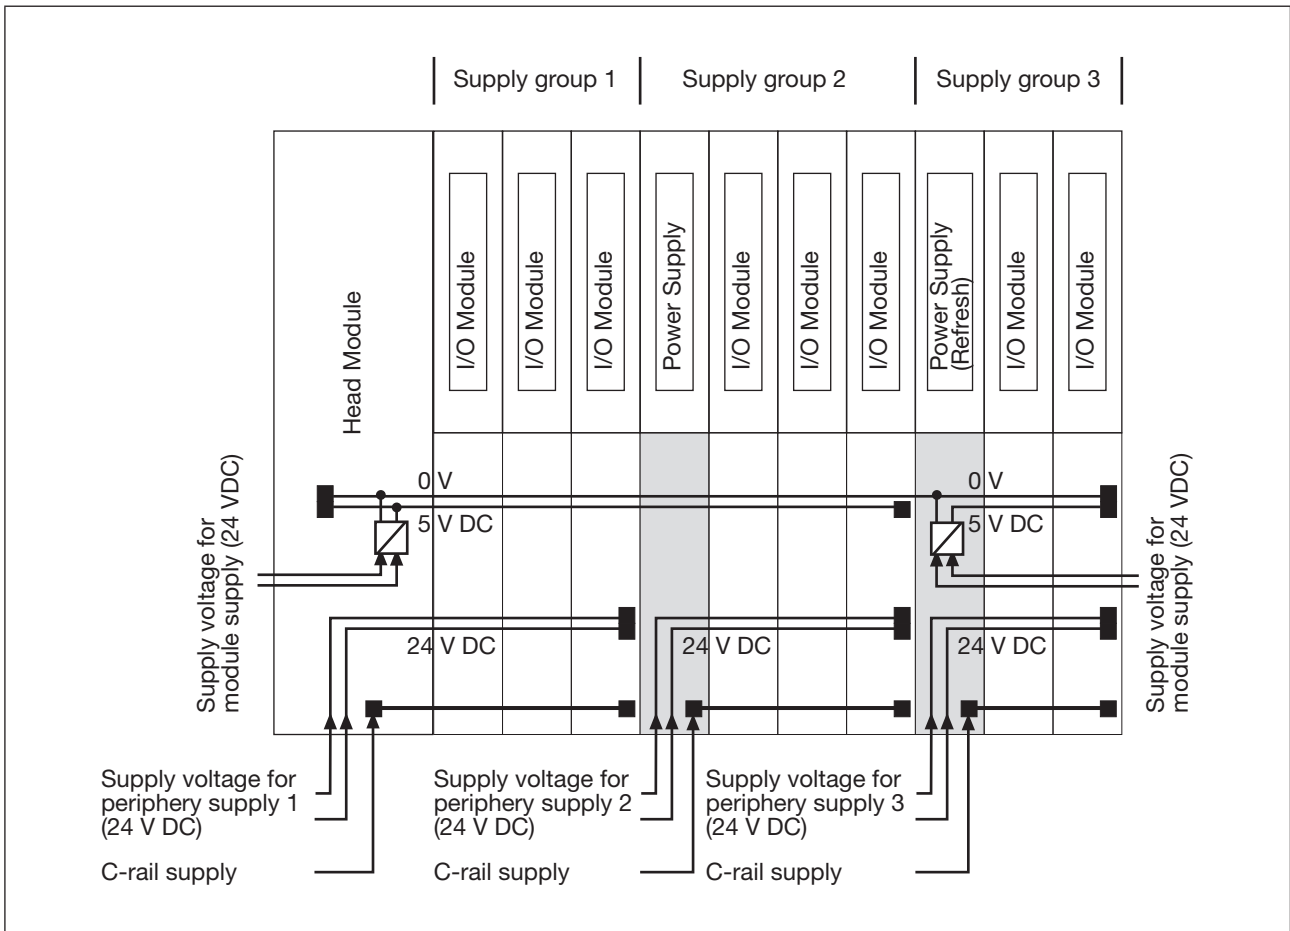 Supply group 1
Supply group 2
Supply group 3
Head Module
I/O Module
I/O Module
I/O Module
Power Supply
I/O Module
I/O Module
I/O Module
Power Supply
(Refresh)
I/O Module
I/O Module
Supply voltage for
module supply (24 VDC)
0 V
5 V DC
24 V DC
24 V DC
0 V
5 V DC
24 V DC
Supply voltage for
module supply (24 VDC)
Supply voltage for
periphery supply 1
(24 V DC)
C-rail supply
Supply voltage for
periphery supply 2
(24 V DC)
C-rail supply
Supply voltage for
periphery supply 3
(24 V DC)
C-rail supply